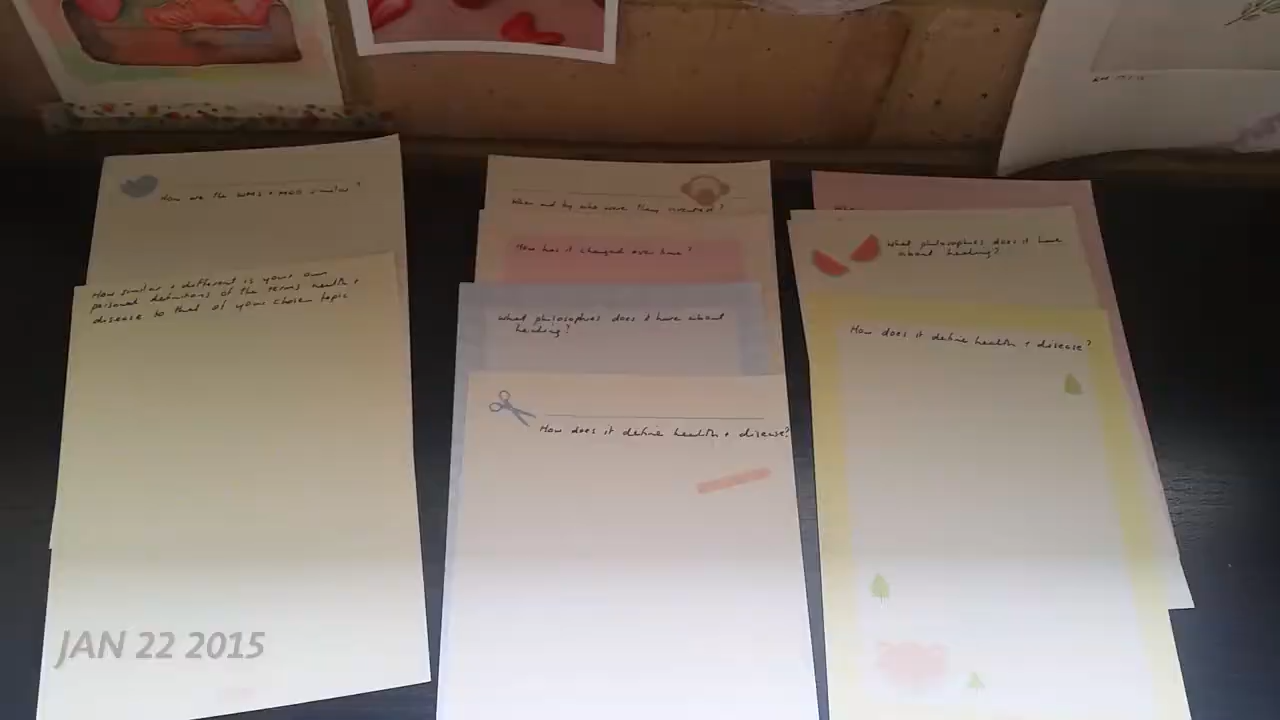 How are the WMS + MOD similar?
How similar + different is your own
personal definitions of the terms health +
disease to that of your chosen topic
When and by who were they invented?
How has it changed over time?
What philosophies does it have about
healing?
How does it define health + disease?
What philosophies does it have
about healing?
How does it define health + disease?
JAN 22 2015